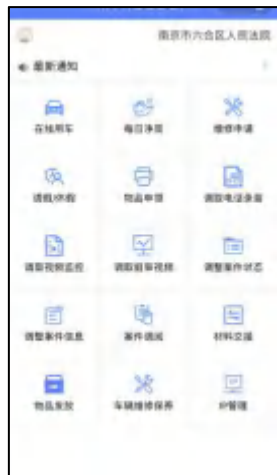 南京市六合区人民法院
最新通知
在线用车
每日净菜
维修申请
请假/休假
物品申领
调取电话录音
调取视频监控
调取庭审视频
调整案件状态
调整案件信息
案件调阅
材料交接
物品发放
车辆维修保养
IP管理